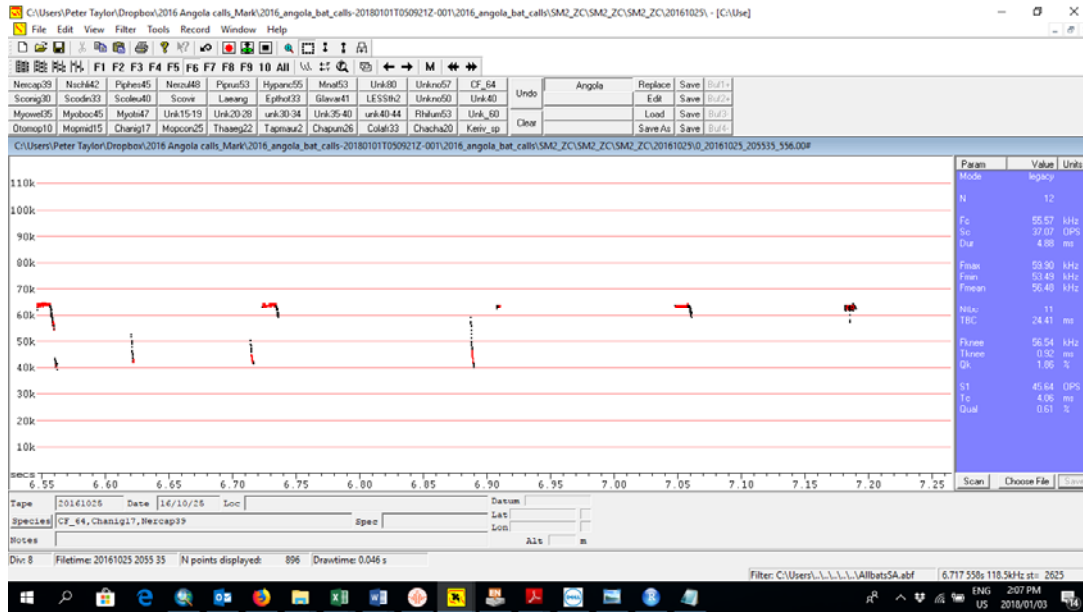 C:\Users\Peter Taylor\Dropbox\2016 Angola calls_Mark\2016_angola_bat_calls-20180101T050921Z-001\2016_angola_bat_calls\SM2_ZC\SM2_ZC\SM2_ZC\20161025\ - [C:\Use]
File Edit View Filter Tools Record Window Help
F1 F2 F3 F4 F5 F6 F7 F8 F9 10 All M
Nercap39 Nschli42 Piphes45 Nerzul48 Piprus53 Hypanc55 Mnat53 Unk80 Unkno57 CF_64 Undo Angola Replace Save Buf1+
Sconig30 Scodin33 Scoleu40 Scovir Laeang Epthot33 Glavar41 LESSth2 Unkno50 Unk40 Edit Save Buf2+
Myowel35 Myoboc45 Myotri47 Unk15-19 Unk20-28 unk30-34 Unk35-40 unk40-44 Rhifum53 Unk_60 Clear Load Save Buf3-
Otomop10 Mopmid15 Chanig17 Mopcon25 Thaaeg22 Tapmaur2 Chapum26 Colafr33 Chacha20 Keriv_sp Save As Save Buf4-
C:\Users\Peter Taylor\Dropbox\2016 Angola calls_Mark\2016_angola_bat_calls-20180101T050921Z-001\2016_angola_bat_calls\SM2_ZC\SM2_ZC\SM2_ZC\20161025\0_20161025_205535_556.00#
Param Value Units
Mode legacy
N 12
Fc 55.57 kHz
Sc 37.07 OPS
Dur 4.88 ms
Fmax 59.90 kHz
Fmin 53.49 kHz
Fmean 56.48 kHz
Ntbc 11
TBC 24.41 ms
Fknee 56.54 kHz
Tknee 0.92 ms
Qk 1.86 %
S1 45.64 OPS
Tc 4.06 ms
Qual 0.61 %
Scan Choose File Save
110k
100k
90k
80k
70k
60k
50k
40k
30k
20k
10k
secs
6.55 6.60 6.65 6.70 6.75 6.80 6.85 6.90 6.95 7.00 7.05 7.10 7.15 7.20 7.25
Tape 20161025 Date 16/10/25 Loc Datum
Species CF_64,Chanig17,Nercap39 Spec Lat
Lon
Notes Alt m
Div: 8 Filetime: 20161025 2055 35 N points displayed: 896 Drawtime: 0.046 s
Filter: C:\Users\..\..\..\..\..\AllbatsSA.abf 6.717 558s 118.5kHz st= 2625
ENG 2:07 PM
US 2018/01/03